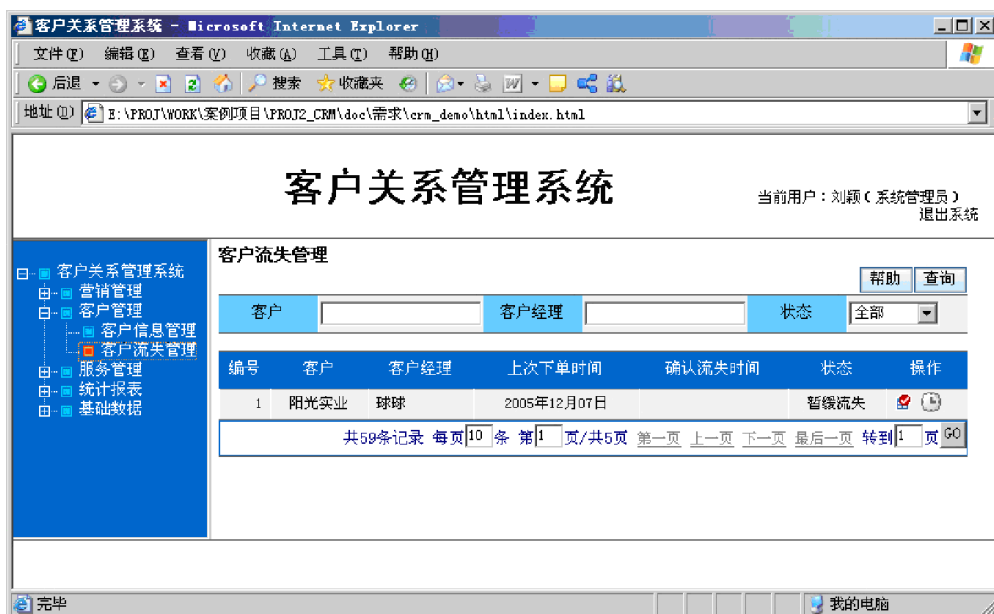 客户关系管理系统 - Microsoft Internet Explorer
文件(F) 编辑(E) 查看(V) 收藏(A) 工具(T) 帮助(H)
后退 搜索 收藏夹
地址(D) E:\PROJ\WORK\案例项目\PROJ2_CRM\doc\需求\crm_demo\html\index.html
客户关系管理系统
当前用户：刘颖(系统管理员)
退出系统
客户关系管理系统
营销管理
客户管理
客户信息管理
客户流失管理
服务管理
统计报表
基础数据
客户流失管理
帮助 查询
客户 客户经理 状态 全部
编号 客户 客户经理 上次下单时间 确认流失时间 状态 操作
1 阳光实业 球球 2005年12月07日 暂缓流失
共59条记录 每页10 条 第1 页/共5页 第一页 上一页 下一页 最后一页 转到1 页 GO
完毕 我的电脑